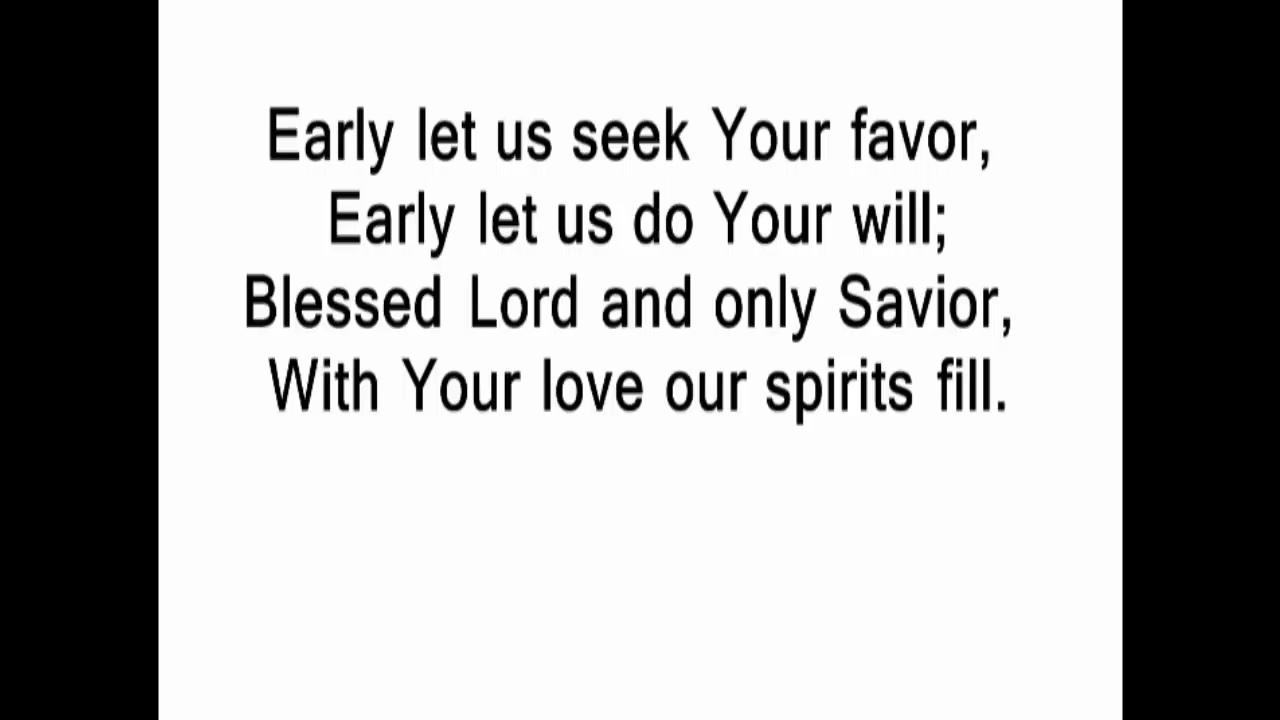 Early let us seek Your favor,
Early let us do Your will;
Blessed Lord and only Savior,
With Your love our spirits fill.